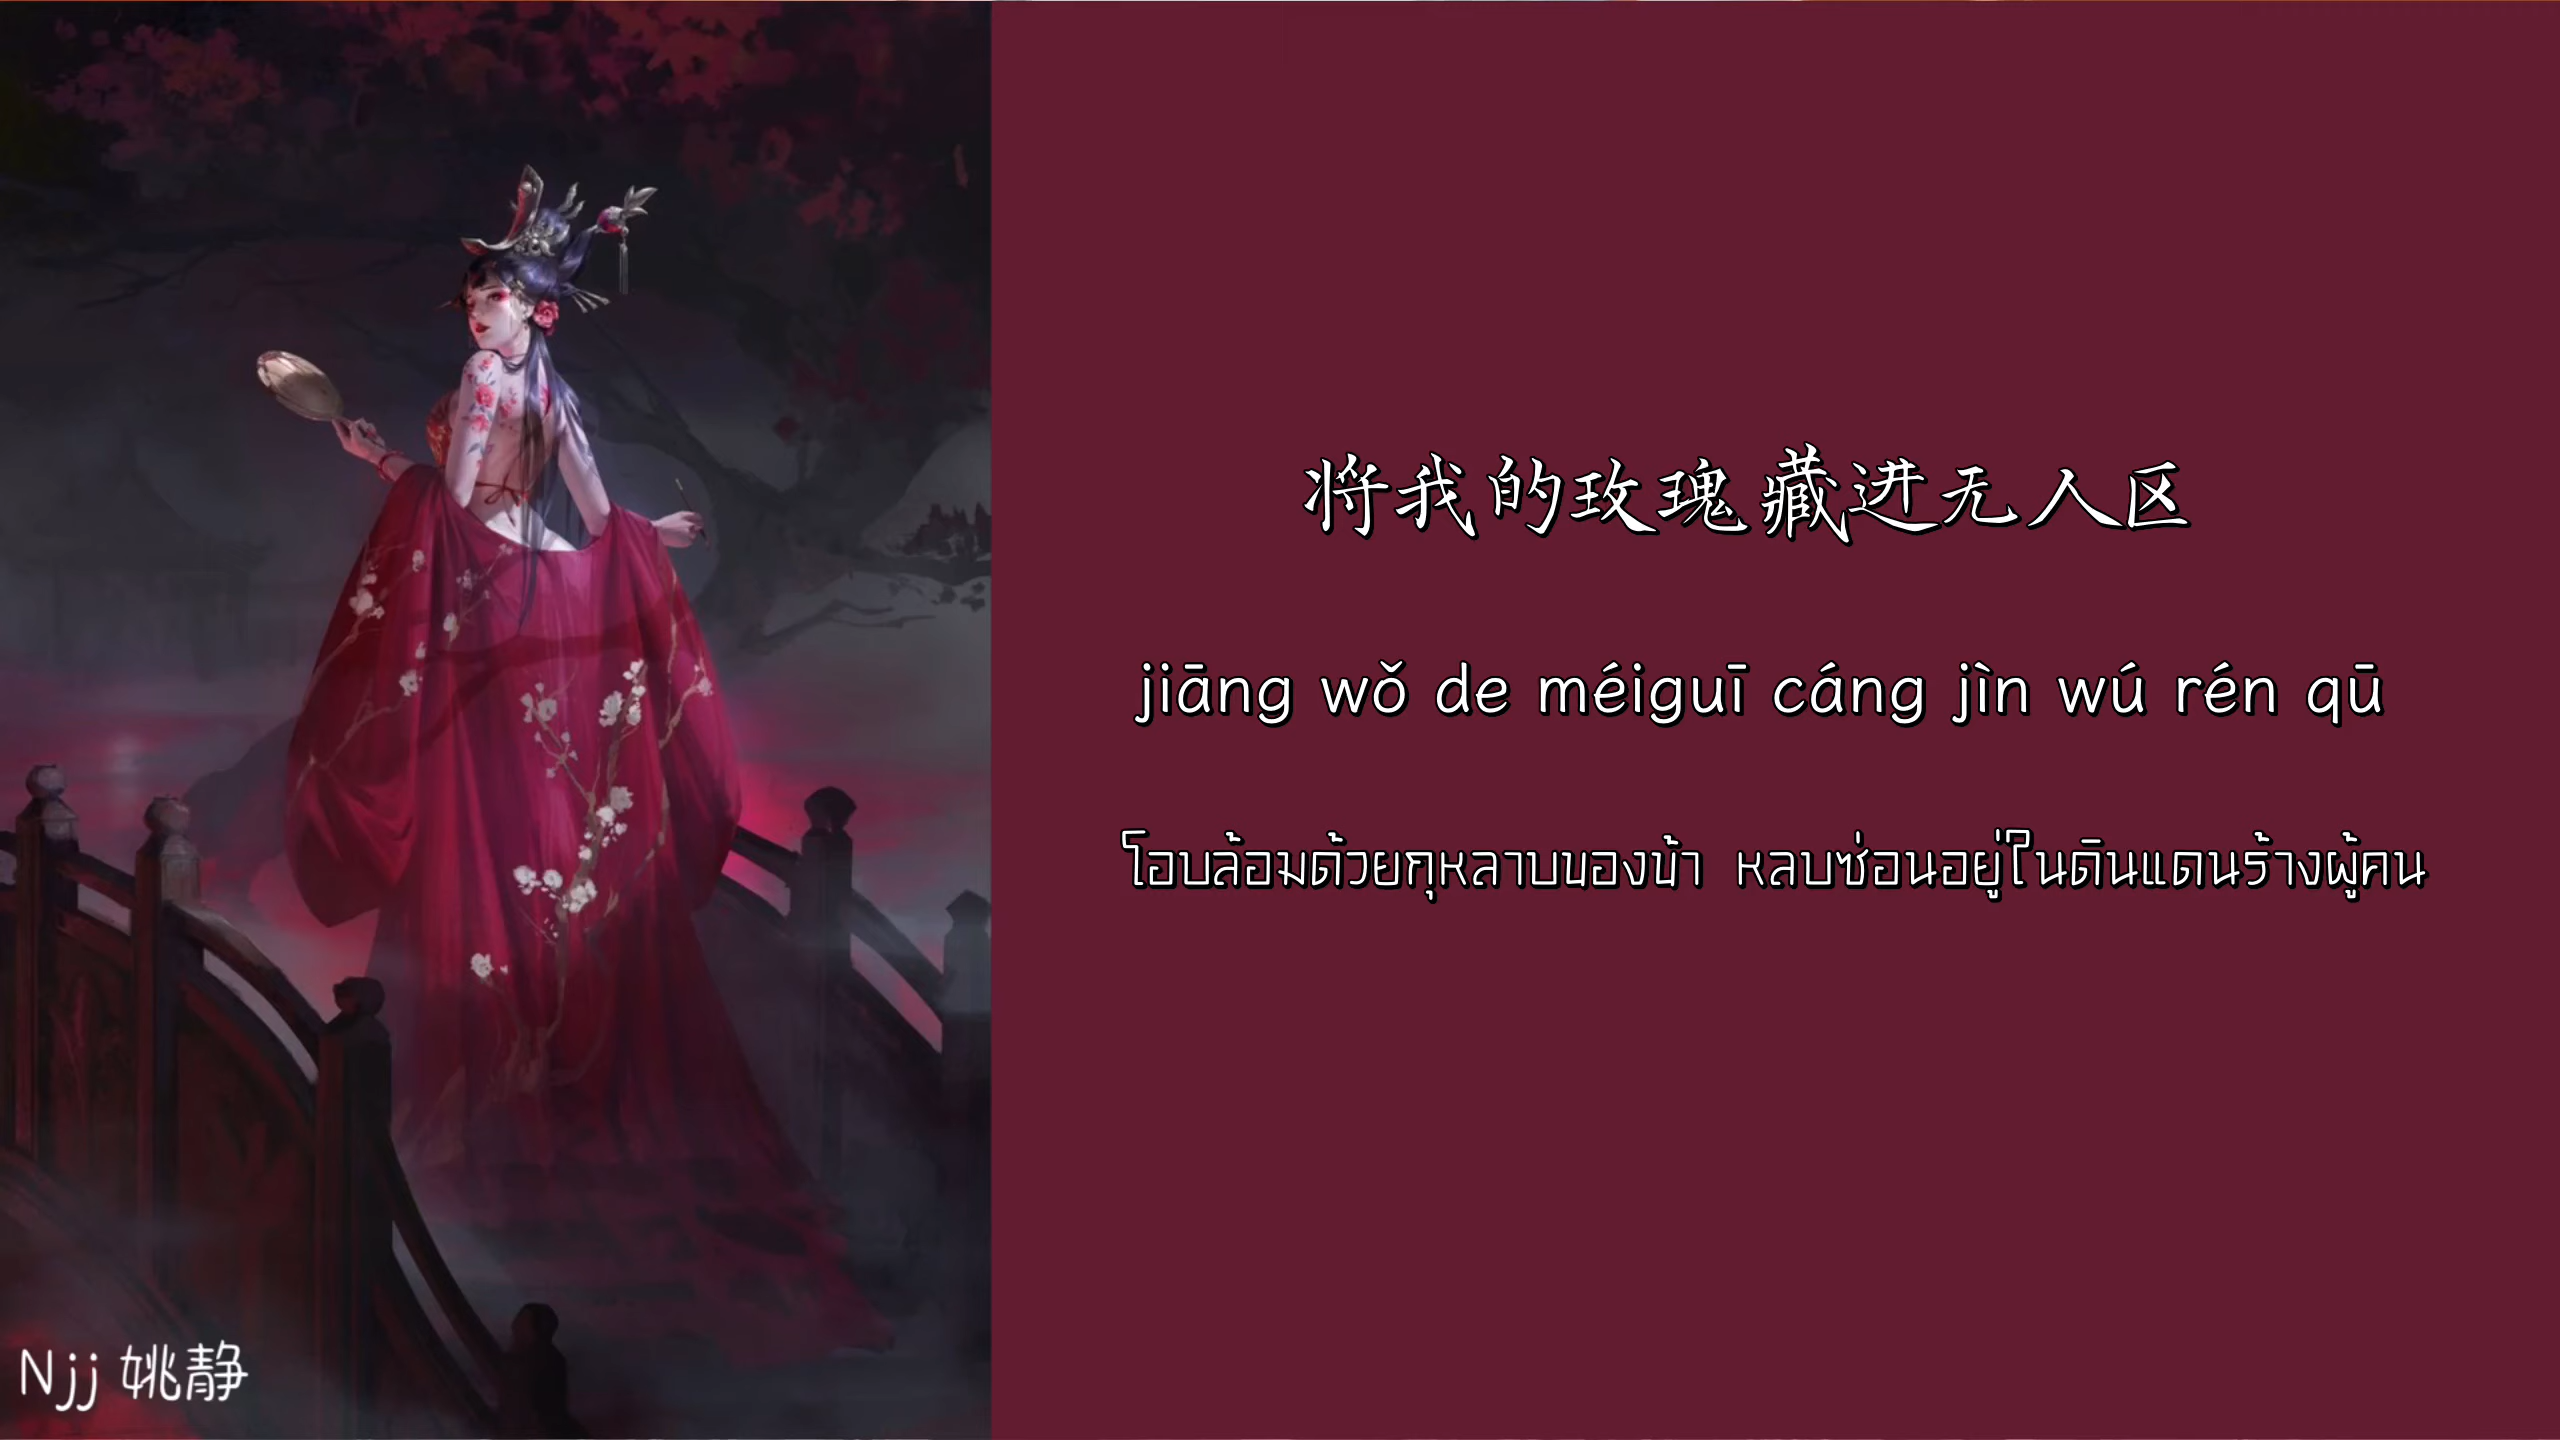 将我的玫瑰藏进无人区
jiāng wǒ de méiguī cáng jìn wú rén qū
โอบล้อมด้วยกุหลาบของข้า หลบซ่อนอยู่ในดินแดนร้างผู้คน
Njj 姚静